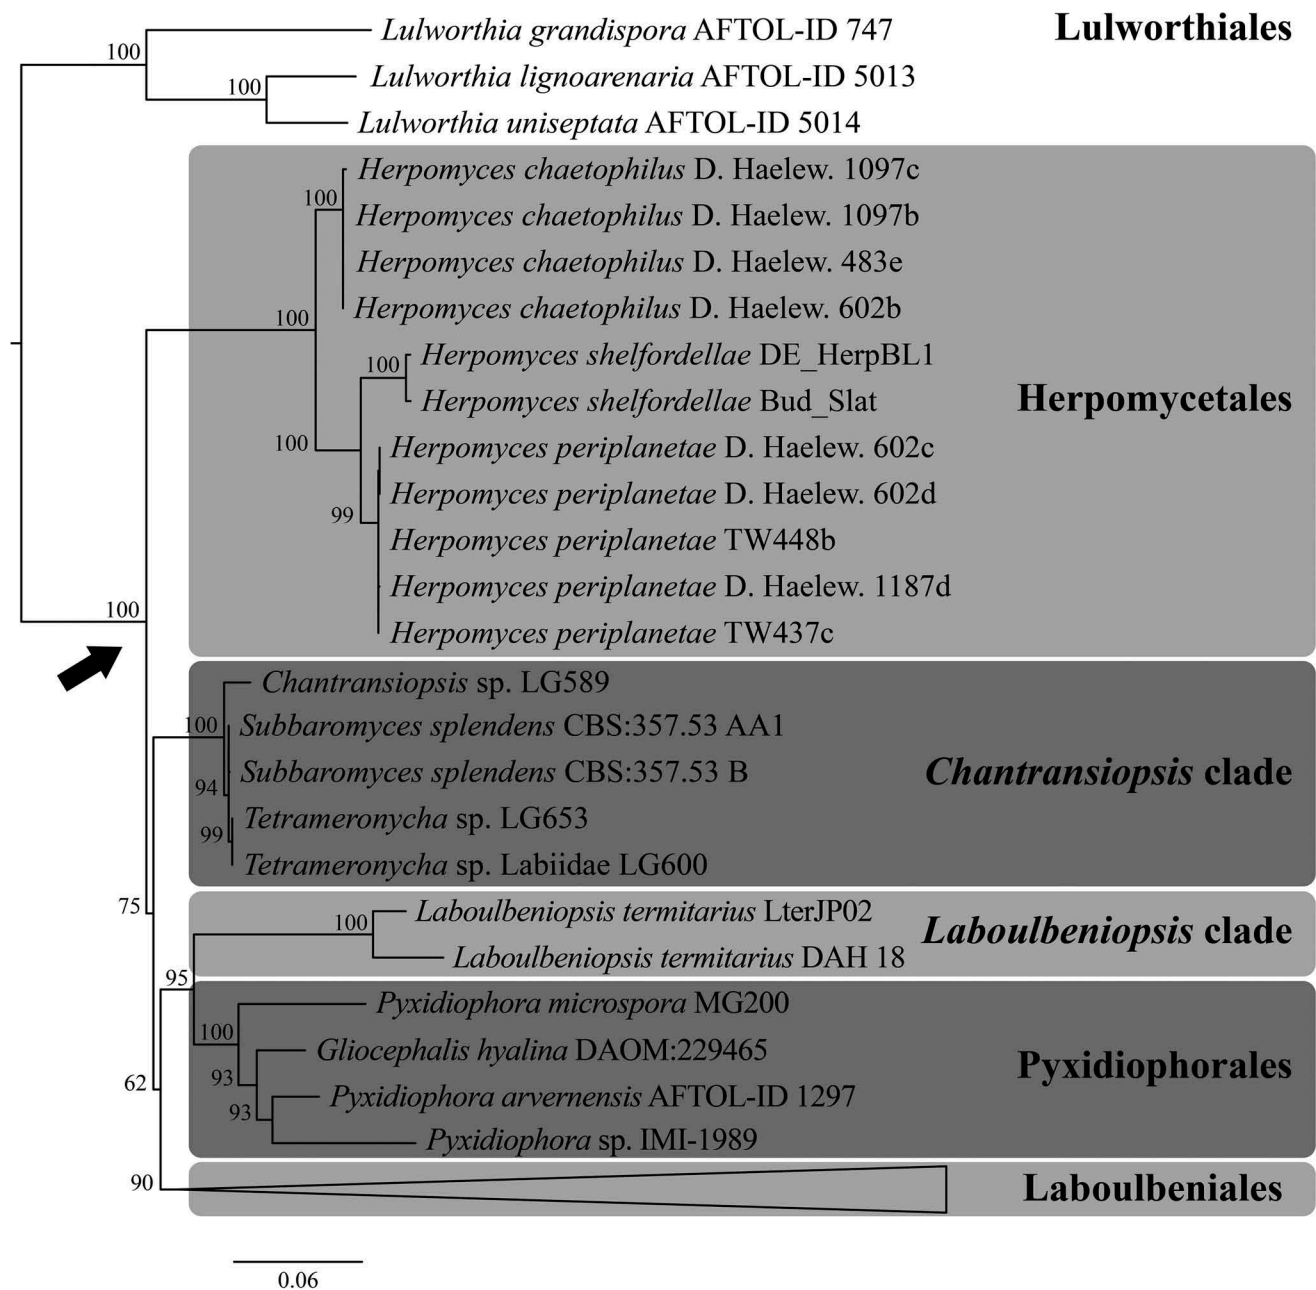 Lulworthia grandispora AFTOL-ID 747
Lulworthiales
100
Lulworthia lignoarenaria AFTOL-ID 5013
100
Lulworthia uniseptata AFTOL-ID 5014
Herpomyces chaetophilus D. Haelew. 1097c
100
Herpomyces chaetophilus D. Haelew. 1097b
Herpomyces chaetophilus D. Haelew. 483e
Herpomyces chaetophilus D. Haelew. 602b
100
Herpomyces shelfordellae DE_HerpBL1
100
Herpomyces shelfordellae Bud_Slat
Herpomycetales
100
Herpomyces periplanetae D. Haelew. 602c
Herpomyces periplanetae D. Haelew. 602d
99
Herpomyces periplanetae TW448b
Herpomyces periplanetae D. Haelew. 1187d
100
Herpomyces periplanetae TW437c
Chantransiopsis sp. LG589
100
Subbaromyces splendens CBS:357.53 AA1
Subbaromyces splendens CBS:357.53 B
Chantransiopsis clade
94
Tetrameronycha sp. LG653
99
Tetrameronycha sp. Labiidae LG600
75
Laboulbeniopsis termitarius LterJP02
100
Laboulbeniopsis clade
Laboulbeniopsis termitarius DAH 18
95
Pyxidiophora microspora MG200
100
Gliocephalis hyalina DAOM:229465
Pyxidiophorales
93
62
Pyxidiophora arvernensis AFTOL-ID 1297
93
Pyxidiophora sp. IMI-1989
90
Laboulbeniales
0.06